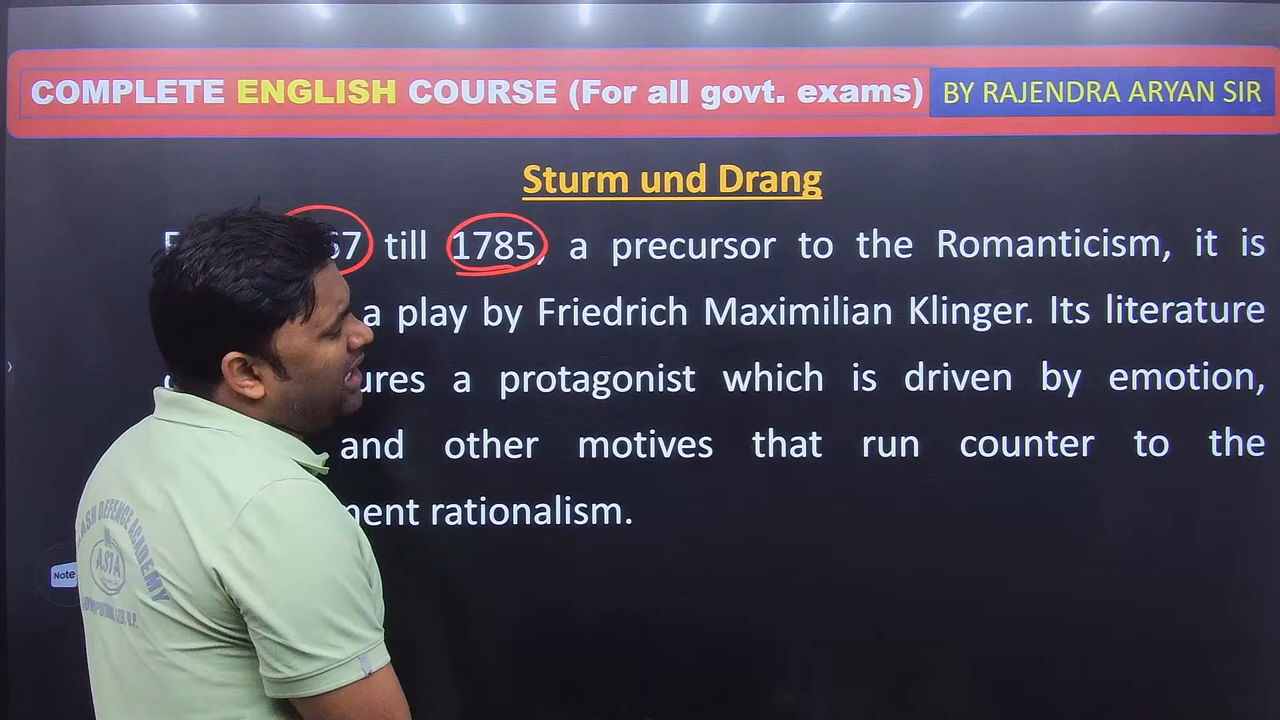 COMPLETE ENGLISH COURSE (For all govt. exams) BY RAJENDRA ARYAN SIR
Sturm und Drang
till 1785, a precursor to the Romanticism, it is
a play by Friedrich Maximilian Klinger. Its literature
a protagonist which is driven by emotion,
and other motives that run counter to the
rationalism.
Note
DEFENCE ACADEMY